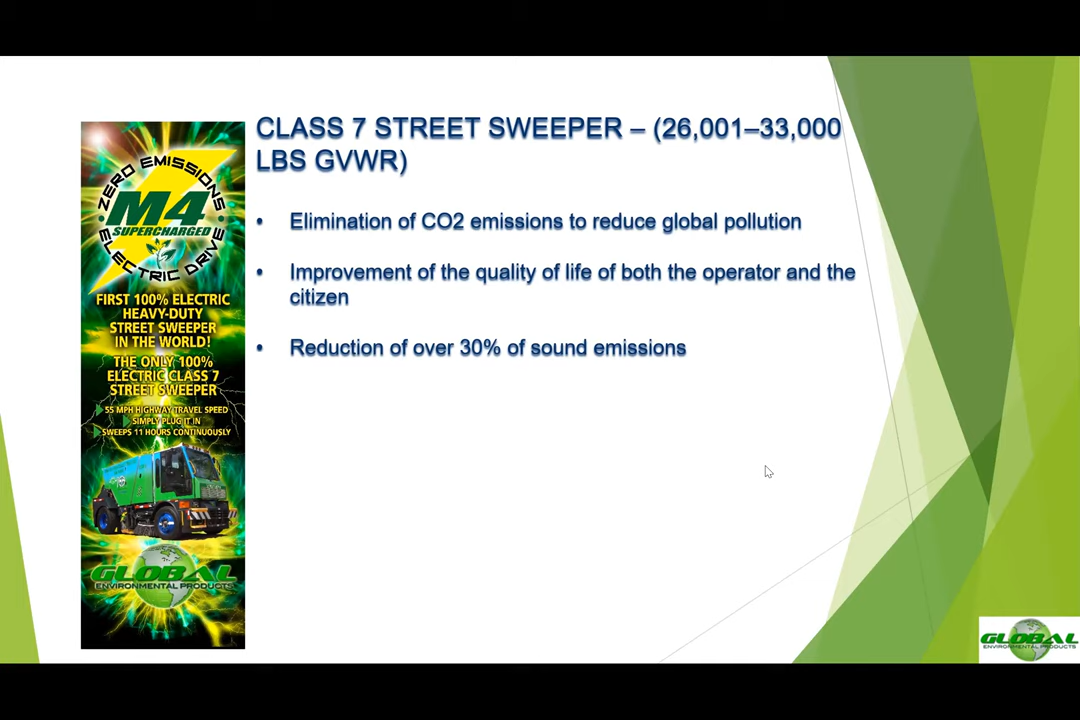 CLASS 7 STREET SWEEPER – (26,001–33,000
LBS GVWR)
• Elimination of CO2 emissions to reduce global pollution
• Improvement of the quality of life of both the operator and the
citizen
• Reduction of over 30% of sound emissions
ZERO EMISSIONS
M4
SUPERCHARGED
ELECTRIC DRIVE
FIRST 100% ELECTRIC
HEAVY-DUTY
STREET SWEEPER
IN THE WORLD!
THE ONLY 100%
ELECTRIC CLASS 7
STREET SWEEPER
55 MPH HIGHWAY TRAVEL SPEED
SIMPLY PLUG IT IN
SWEEPS 11 HOURS CONTINUOUSLY
GLOBAL
ENVIRONMENTAL PRODUCTS
GLOBAL
ENVIRONMENTAL PRODUCTS